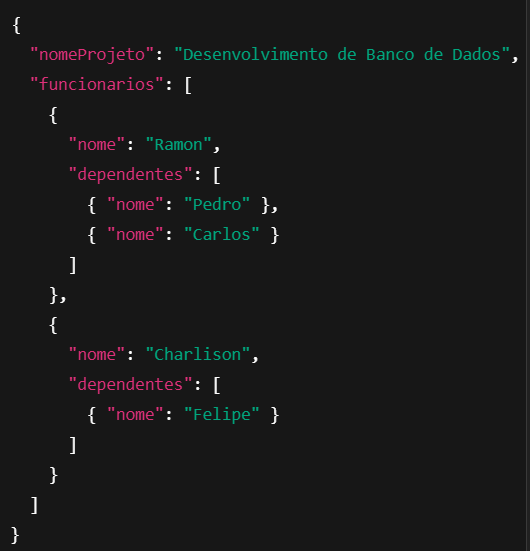 {
  "nomeProjeto": "Desenvolvimento de Banco de Dados",
  "funcionarios": [
    {
      "nome": "Ramon",
      "dependentes": [
        { "nome": "Pedro" },
        { "nome": "Carlos" }
      ]
    },
    {
      "nome": "Charlison",
      "dependentes": [
        { "nome": "Felipe" }
      ]
    }
  ]
}